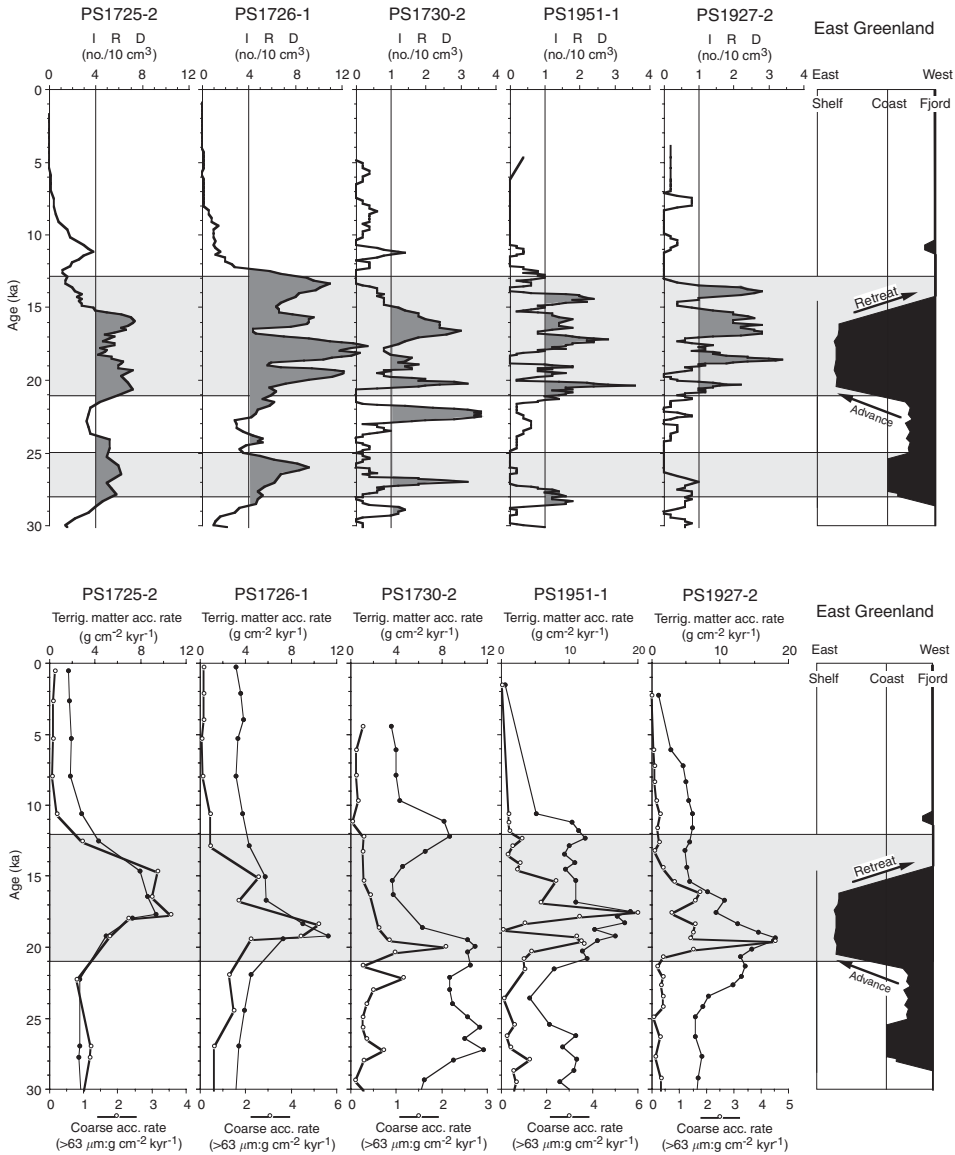 PS1725-2 PS1726-1 PS1730-2 PS1951-1 PS1927-2 East Greenland
I R D I R D I R D I R D I R D
(no./10 cm3) (no./10 cm3) (no./10 cm3) (no./10 cm3) (no./10 cm3)
0 4 8 12 0 4 8 12 0 1 2 3 4 0 1 2 3 4 0 1 2 3 4 East West
Shelf Coast Fjord
0
5
10
15
20
25
30
Age (ka)
Retreat
Advance
PS1725-2 PS1726-1 PS1730-2 PS1951-1 PS1927-2 East Greenland
Terrig. matter acc. rate Terrig. matter acc. rate Terrig. matter acc. rate Terrig. matter acc. rate Terrig. matter acc. rate
(g cm-2 kyr-1) (g cm-2 kyr-1) (g cm-2 kyr-1) (g cm-2 kyr-1) (g cm-2 kyr-1)
0 4 8 12 0 4 8 12 0 4 8 12 0 10 20 0 5 10 15 20 East West
Shelf Coast Fjord
0
5
10
15
20
25
30
Age (ka)
Retreat
Advance
0 1 2 3 4 0 2 4 6 8 10 0 1 2 3 2 4 6 0 1 2 3 4 5
Coarse acc. rate Coarse acc. rate Coarse acc. rate Coarse acc. rate Coarse acc. rate
(>63 µm:g cm-2 kyr-1) (>63 µm:g cm-2 kyr-1) (>63 µm:g cm-2 kyr-1) (>63 µm:g cm-2 kyr-1) (>63 µm:g cm-2 kyr-1)